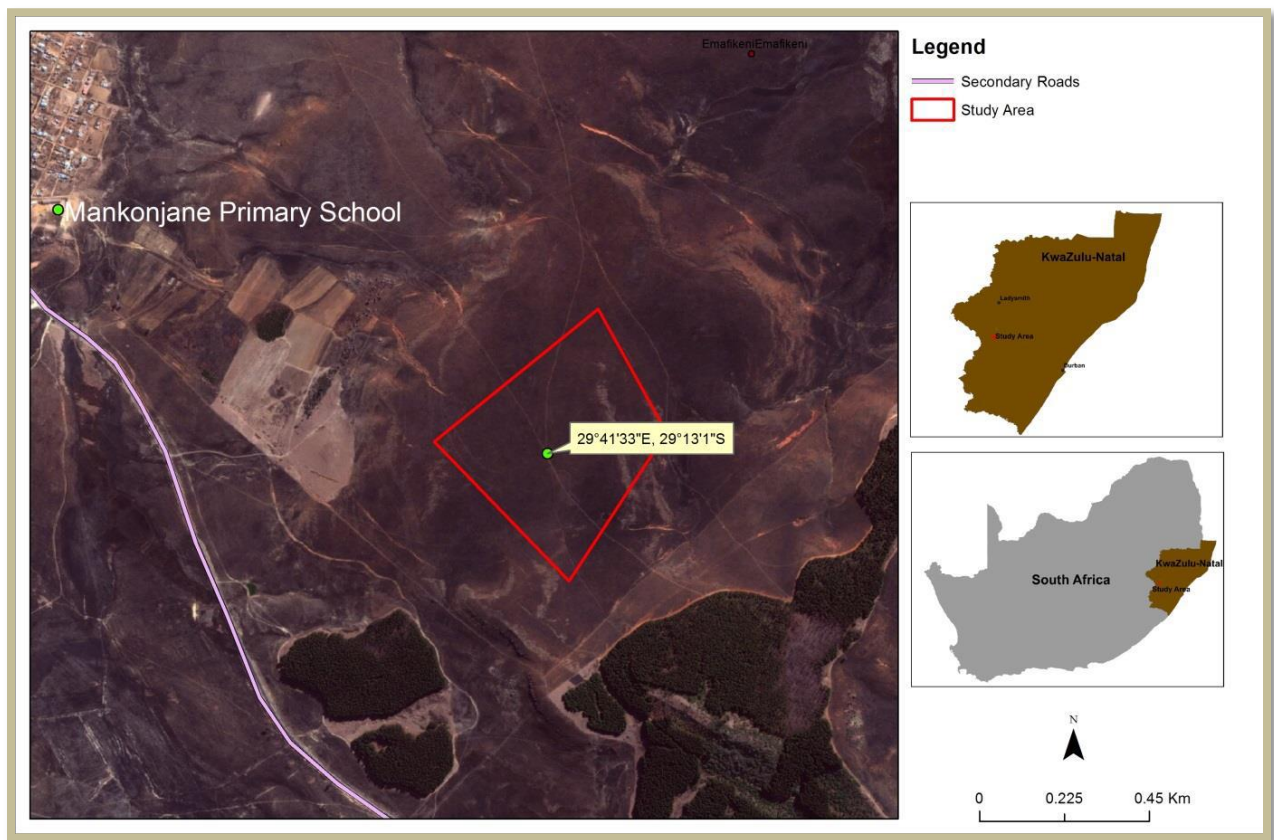 EmafikeniEmafikeni
Mankonjane Primary School
29°41'33"E, 29°13'1"S
Legend
Secondary Roads
Study Area
KwaZulu-Natal
Ladysmith
Study Area
Durban
South Africa
KwaZulu-Natal
Study Area
N
0 0.225 0.45 Km